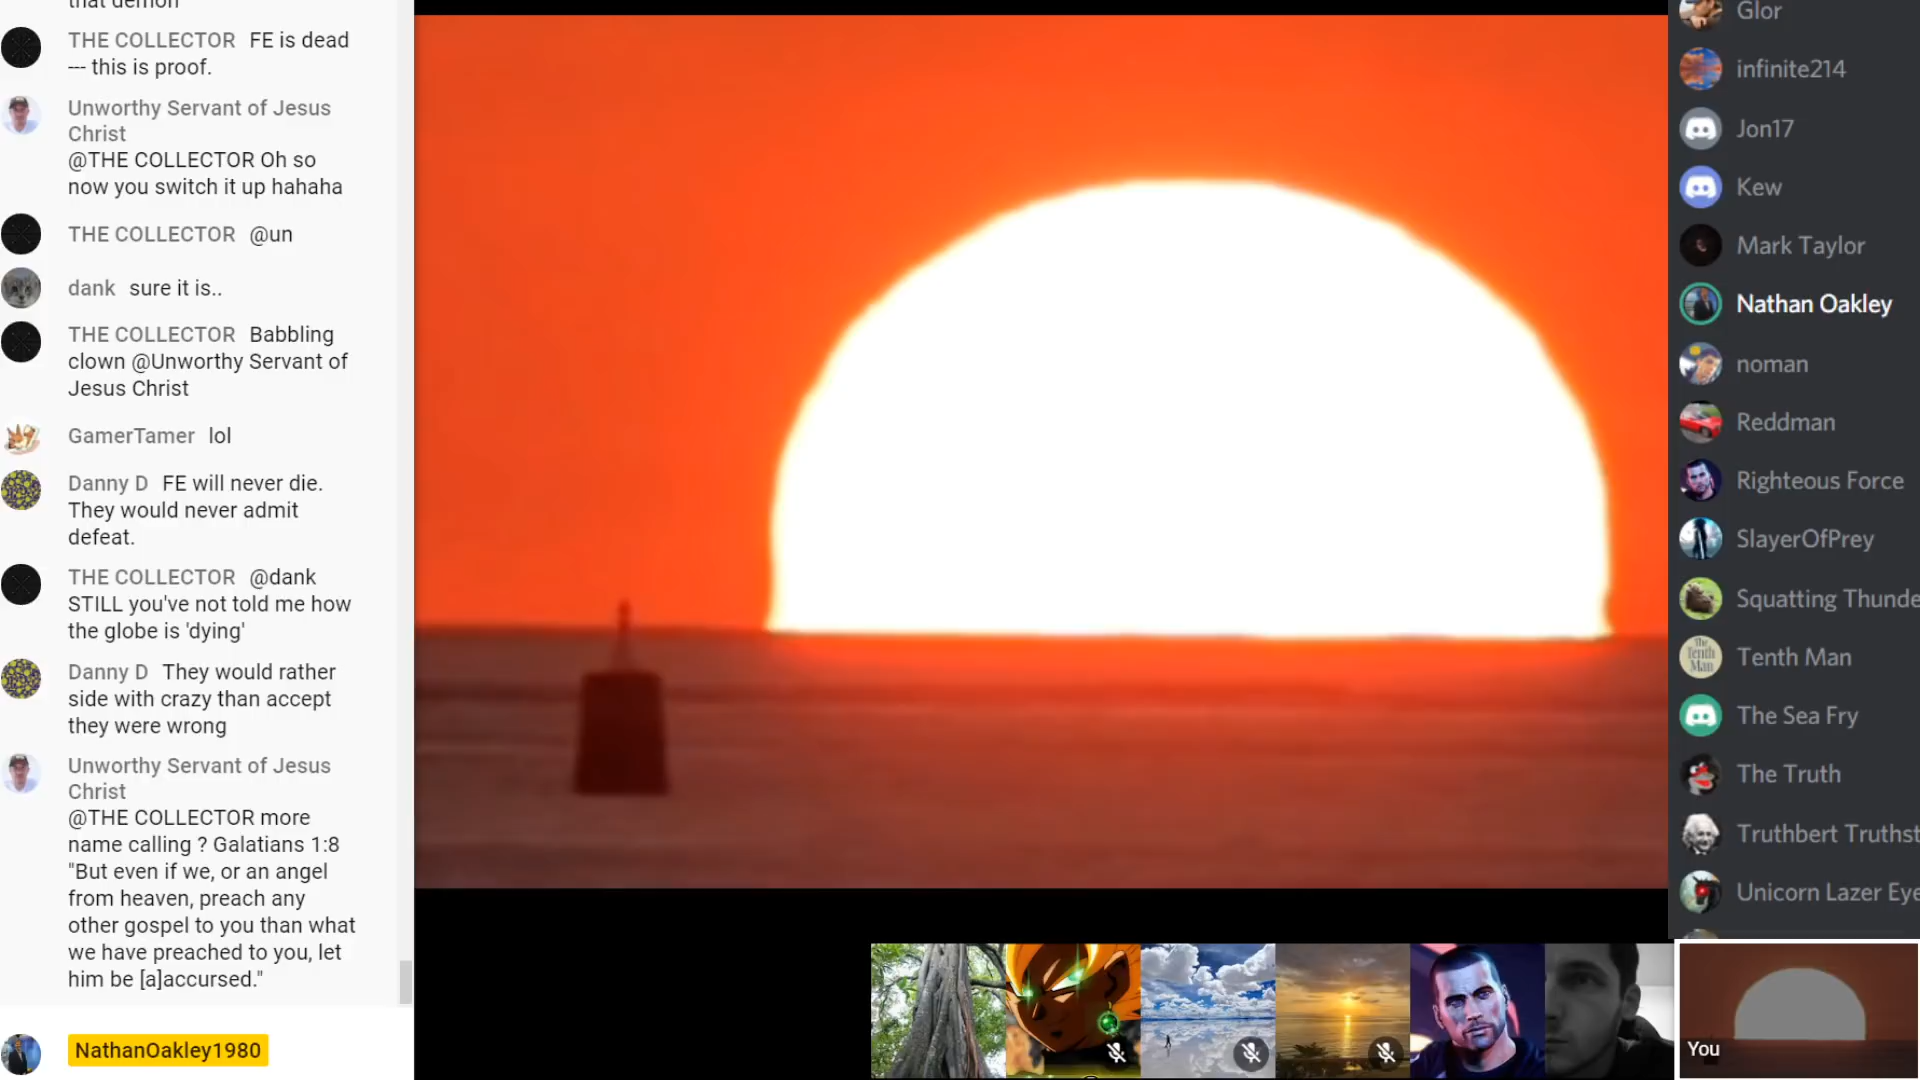 that demon
THE COLLECTOR FE is dead
--- this is proof.
Unworthy Servant of Jesus
Christ
@THE COLLECTOR Oh so
now you switch it up hahaha
THE COLLECTOR @un
dank sure it is..
THE COLLECTOR Babbling
clown @Unworthy Servant of
Jesus Christ
GamerTamer lol
Danny D FE will never die.
They would never admit
defeat.
THE COLLECTOR @dank
STILL you've not told me how
the globe is 'dying'
Danny D They would rather
side with crazy than accept
they were wrong
Unworthy Servant of Jesus
Christ
@THE COLLECTOR more
name calling ? Galatians 1:8
"But even if we, or an angel
from heaven, preach any
other gospel to you than what
we have preached to you, let
him be [a]accursed."
NathanOakley1980
Glor
infinite214
Jon17
Kew
Mark Taylor
Nathan Oakley
noman
Reddman
Righteous Force
SlayerOfPrey
Squatting Thunde
The
Tenth
Man
Tenth Man
The Sea Fry
The Truth
Truthbert Truthst
Unicorn Lazer Eye
You